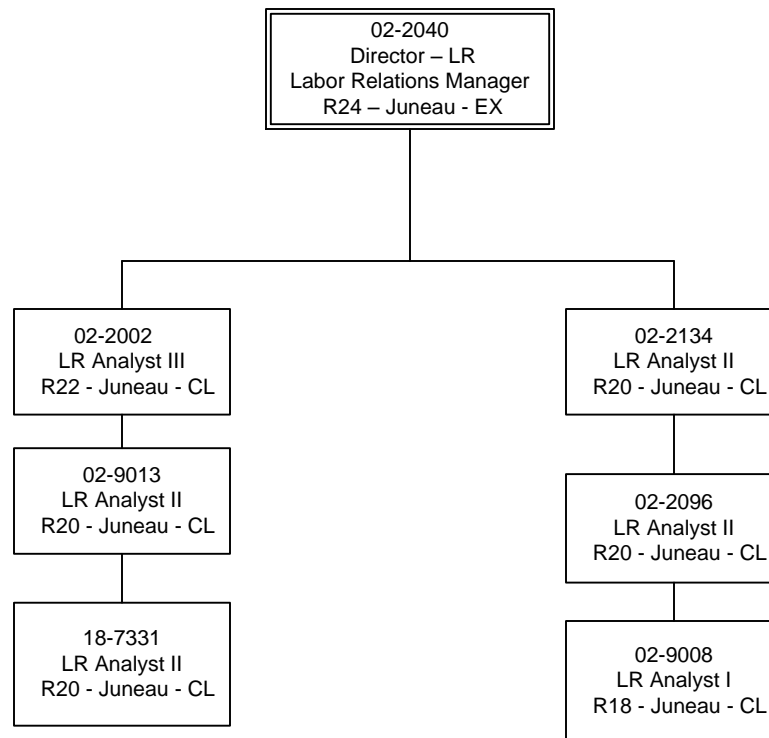 02-2040
Director – LR
Labor Relations Manager
R24 – Juneau - EX
02-2002
LR Analyst III
R22 - Juneau - CL
02-9013
LR Analyst II
R20 - Juneau - CL
18-7331
LR Analyst II
R20 - Juneau - CL
02-2134
LR Analyst II
R20 - Juneau - CL
02-2096
LR Analyst II
R20 - Juneau - CL
02-9008
LR Analyst I
R18 - Juneau - CL